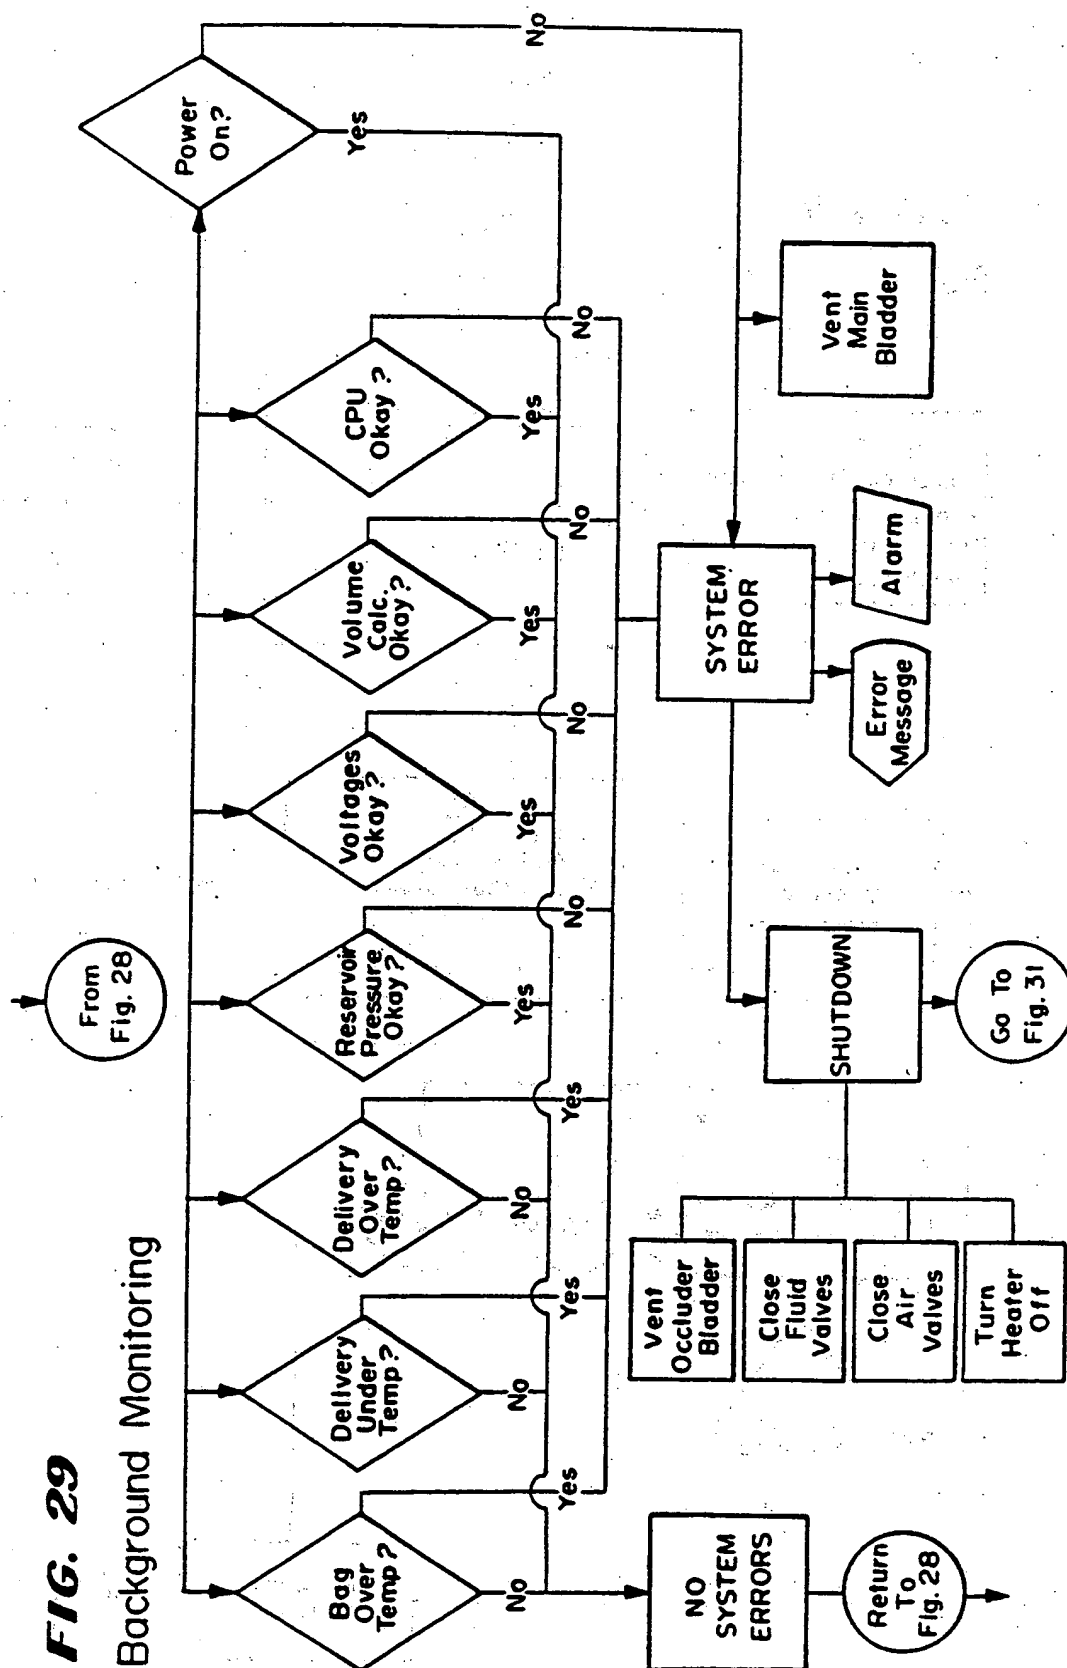 FIG. 29
Background Monitoring
From
Fig. 28
Bag
Over
Temp?
No
Yes
Delivery
Under
Temp?
No
Yes
Delivery
Over
Temp?
No
Yes
Reservoir
Pressure
Okay?
Yes
No
Voltages
Okay?
Yes
No
Volume
Calc.
Okay?
Yes
No
CPU
Okay?
Yes
No
Power
On?
Yes
No
NO
SYSTEM
ERRORS
Return
To
Fig. 28
Vent
Occluder
Bladder
Close
Fluid
Valves
Close
Air
Valves
Turn
Heater
Off
SHUTDOWN
Go To
Fig. 31
SYSTEM
ERROR
Error
Message
Alarm
Vent
Main
Bladder